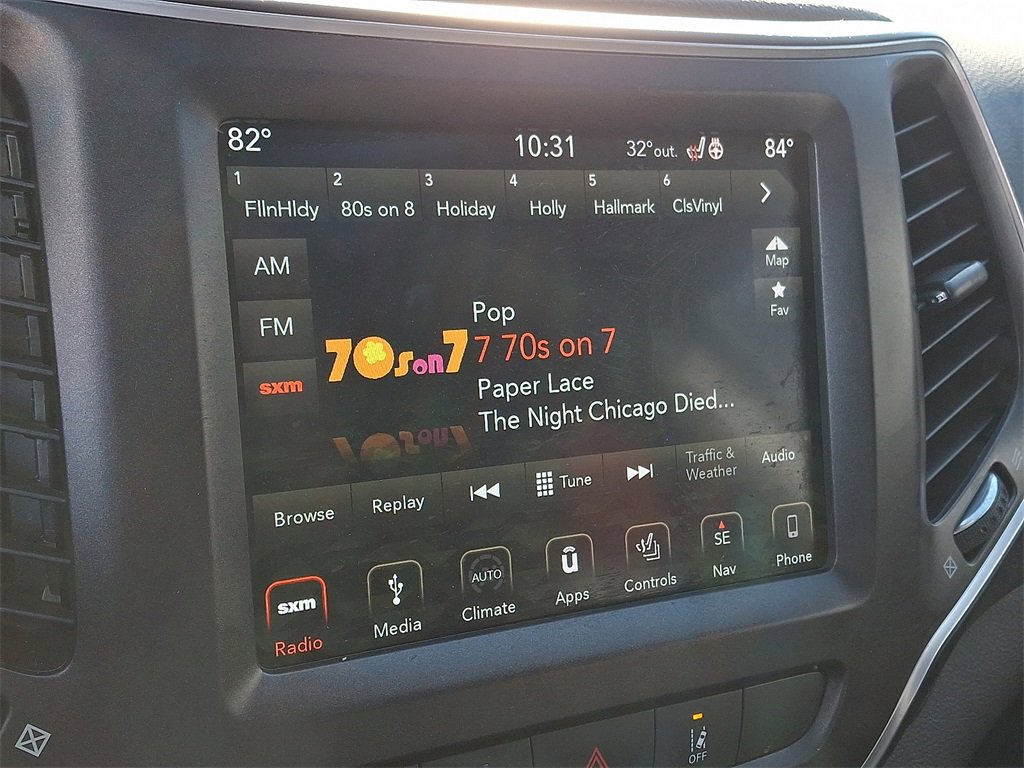 82° 10:31 32°out. 84°
1 2 3 4 5 6
FllnHldy 80s on 8 Holiday Holly Hallmark ClsVinyl
AM
Map
FM
Fav
sxm
Pop
70s on 7
7 70s on 7
Paper Lace
The Night Chicago Died...
Browse Replay Tune Traffic & Weather Audio
sxm AUTO SE
Radio Media Climate Apps Controls Nav Phone
OFF